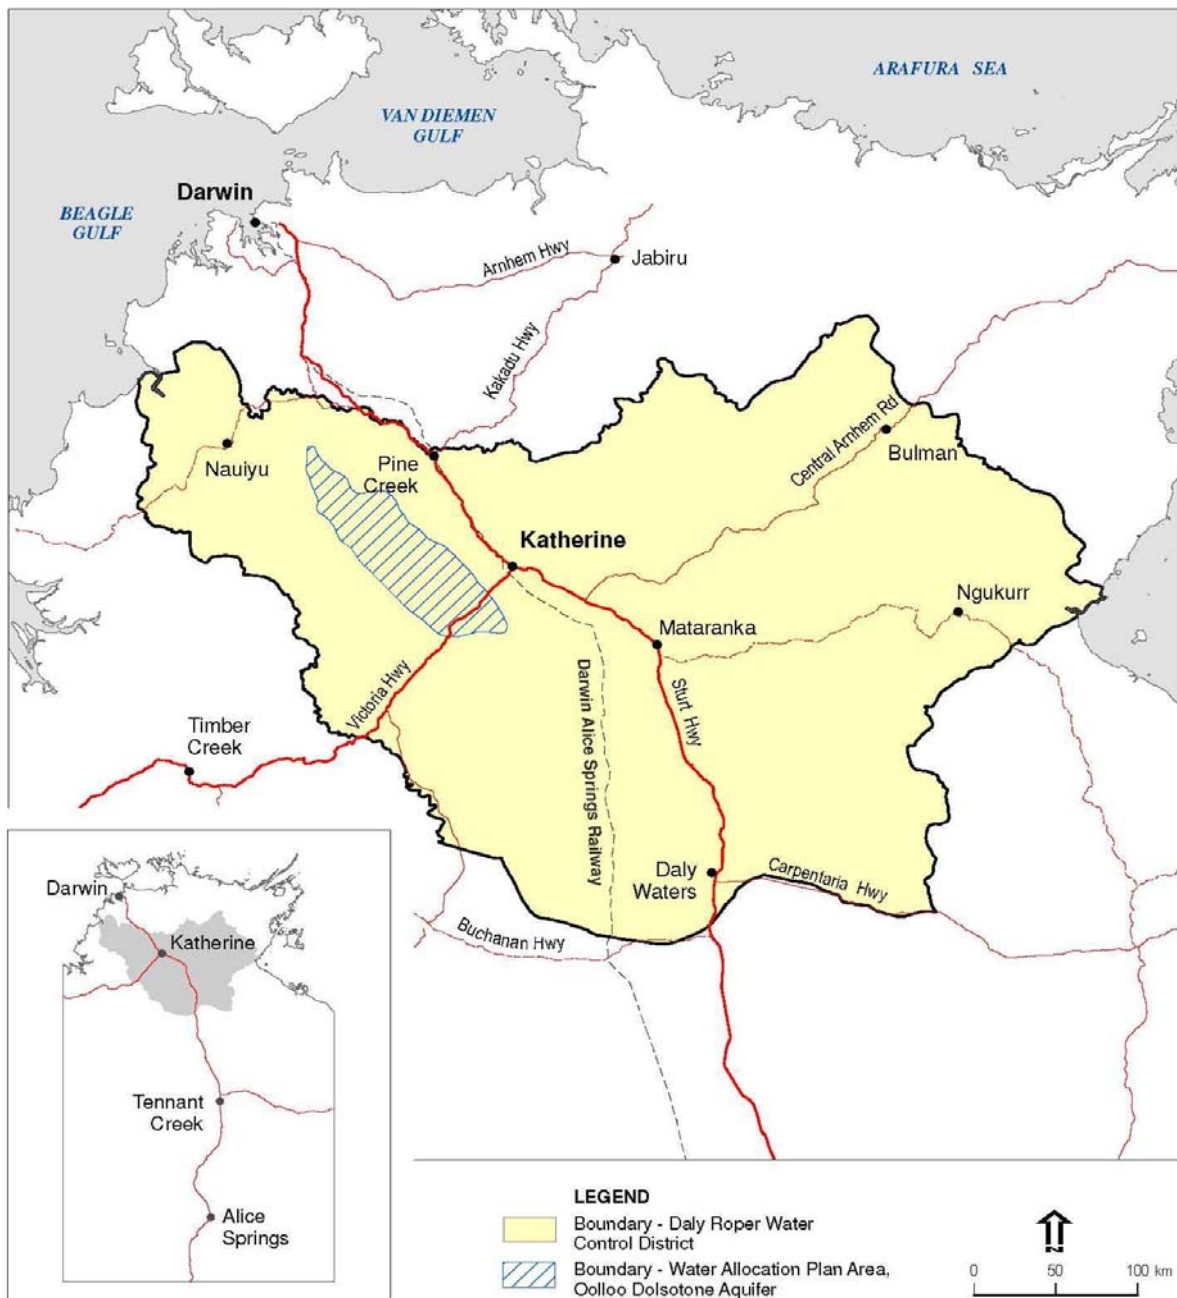 ARAFURA SEA
VAN DIEMEN
GULF
Darwin
BEAGLE
GULF
Arnhem Hwy
Jabiru
Kakadu Hwy
Central Arnhem Rd
Bulman
Nauiyu
Pine
Creek
Katherine
Ngukurr
Mataranka
Victoria Hwy
Sturt Hwy
Darwin Alice Springs Railway
Timber
Creek
Daly
Waters
Carpentaria Hwy
Buchanan Hwy
Darwin
Katherine
Tennant
Creek
Alice
Springs
LEGEND
Boundary - Daly Roper Water
Control District
Boundary - Water Allocation Plan Area,
Oolloo Dolsotone Aquifer
N
0 50 100 km